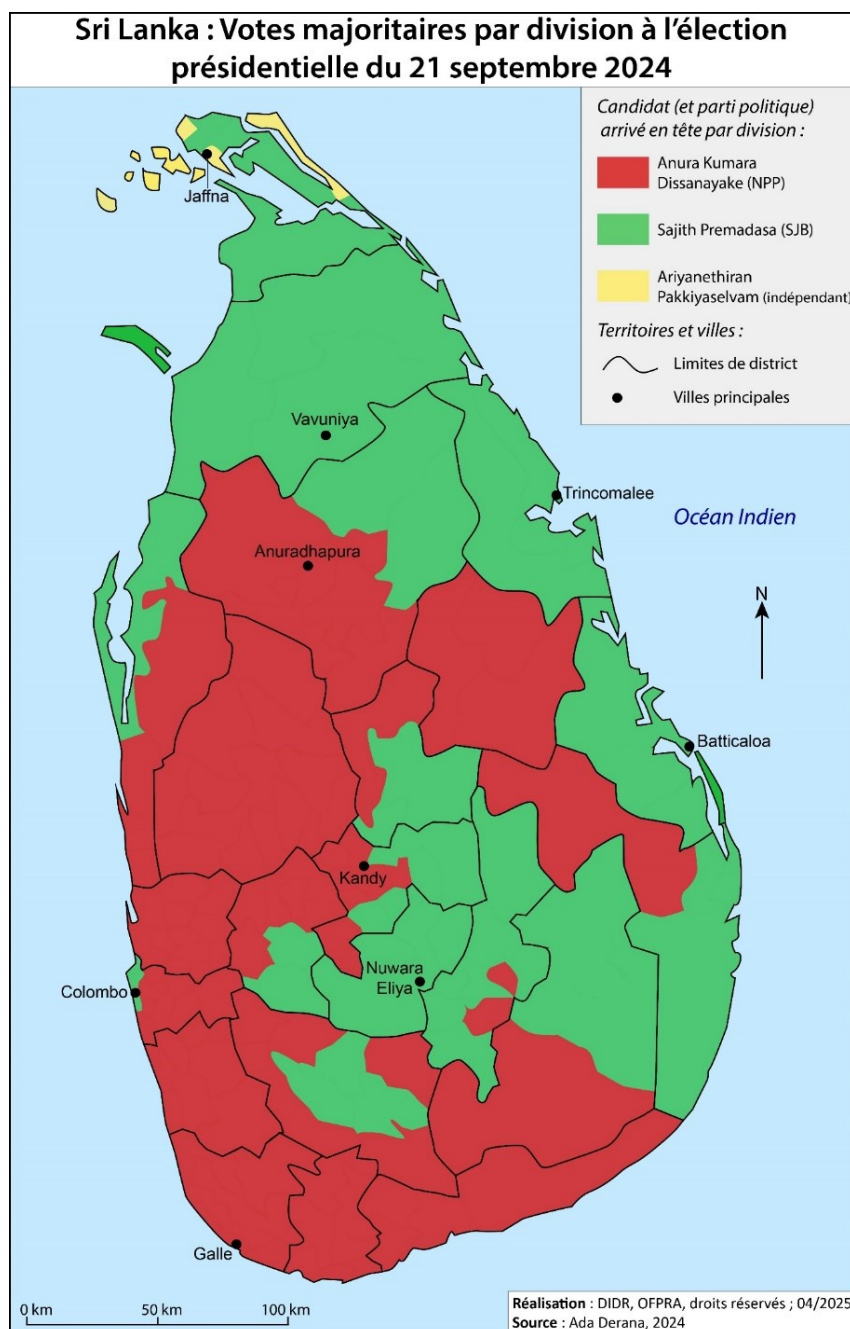 Sri Lanka : Votes majoritaires par division à l’élection
présidentielle du 21 septembre 2024
Candidat (et parti politique)
arrivé en tête par division :
Anura Kumara
Dissanayake (NPP)
Sajith Premadasa (SJB)
Ariyanethiran
Pakkiyaselvam (indépendant)
Territoires et villes :
Limites de district
Villes principales
Jaffna
Vavuniya
Trincomalee
Océan Indien
Anuradhapura
N
Batticaloa
Kandy
Nuwara
Eliya
Colombo
Galle
0 km
50 km
100 km
Réalisation : DIDR, OFPRA, droits réservés ; 04/2025
Source : Ada Derana, 2024